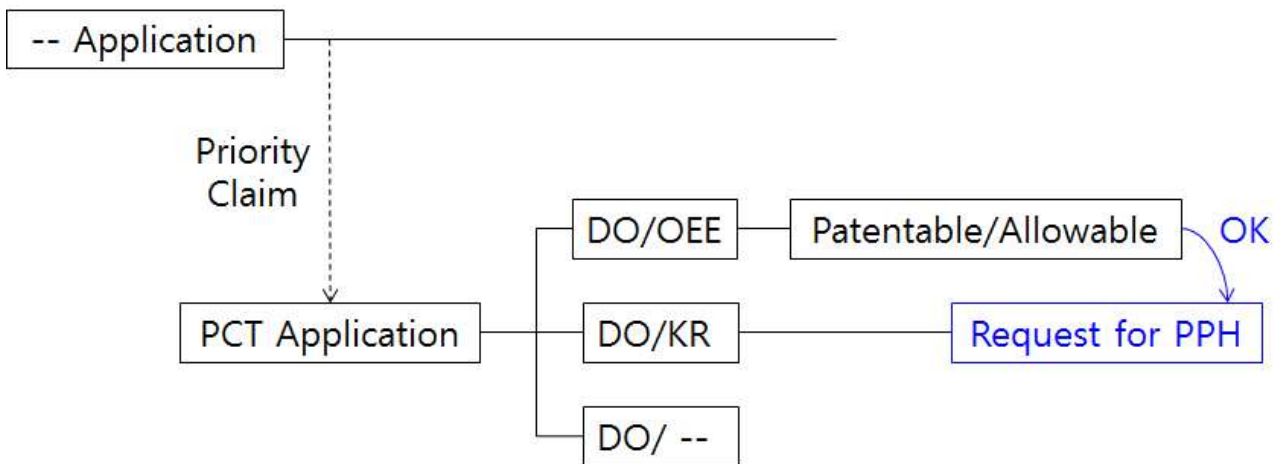 -- Application
Priority
Claim
DO/OEE
Patentable/Allowable
OK
PCT Application
DO/KR
Request for PPH
DO/ --